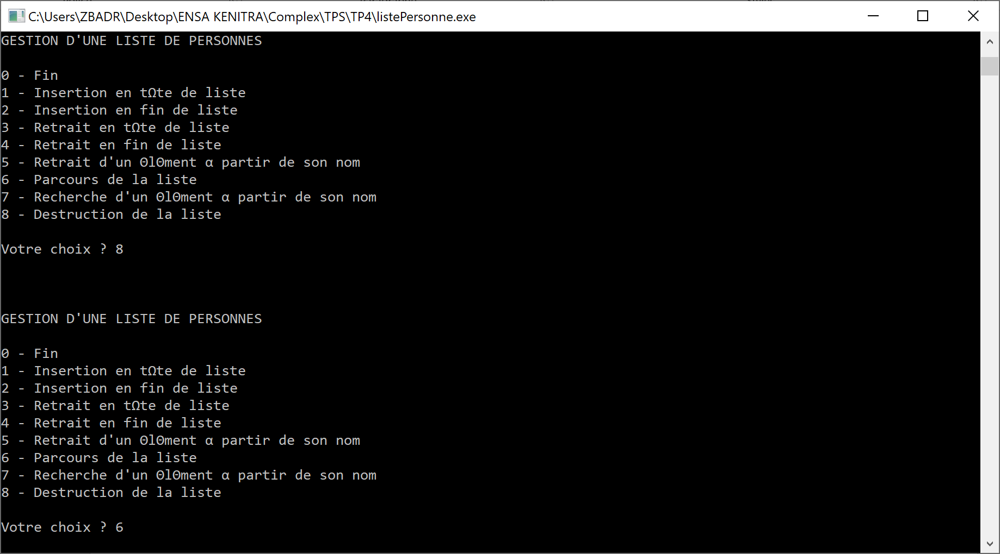 C:\Users\ZBADR\Desktop\ENSA KENITRA\Complex\TPS\TP4\listePersonne.exe
GESTION D'UNE LISTE DE PERSONNES
0 - Fin
1 - Insertion en tΩte de liste
2 - Insertion en fin de liste
3 - Retrait en tΩte de liste
4 - Retrait en fin de liste
5 - Retrait d'un ΘlΘment α partir de son nom
6 - Parcours de la liste
7 - Recherche d'un ΘlΘment α partir de son nom
8 - Destruction de la liste
Votre choix ? 8
GESTION D'UNE LISTE DE PERSONNES
0 - Fin
1 - Insertion en tΩte de liste
2 - Insertion en fin de liste
3 - Retrait en tΩte de liste
4 - Retrait en fin de liste
5 - Retrait d'un ΘlΘment α partir de son nom
6 - Parcours de la liste
7 - Recherche d'un ΘlΘment α partir de son nom
8 - Destruction de la liste
Votre choix ? 6